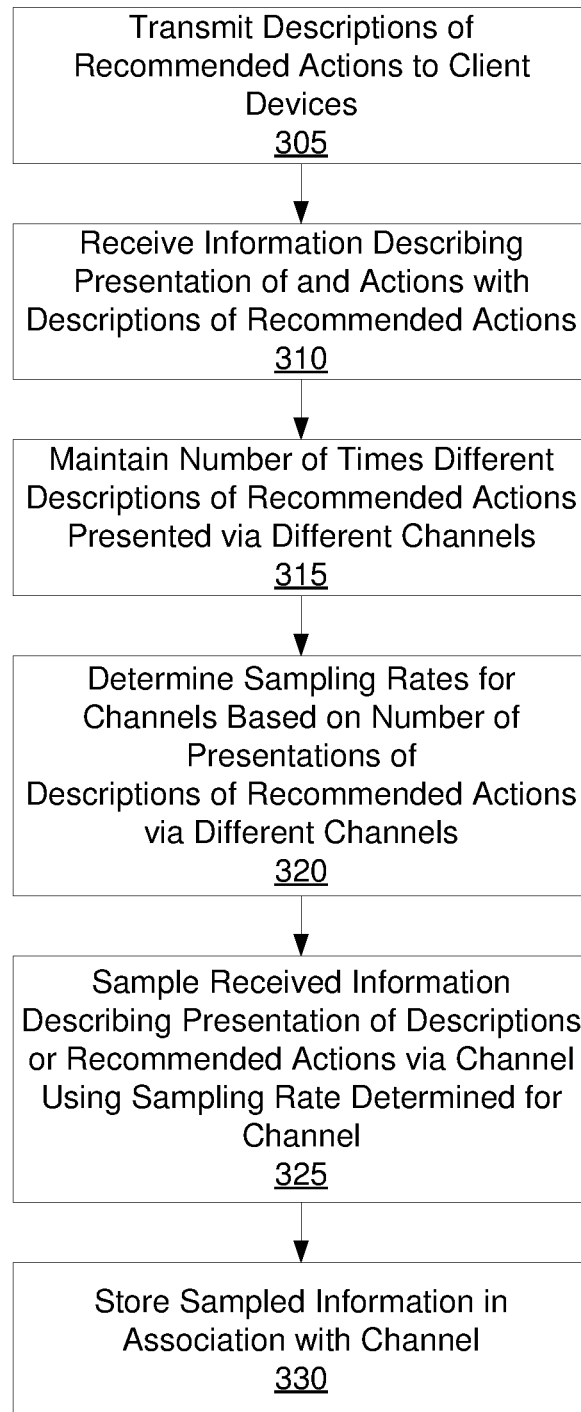 Transmit Descriptions of
Recommended Actions to Client
Devices
305
Receive Information Describing
Presentation of and Actions with
Descriptions of Recommended Actions
310
Maintain Number of Times Different
Descriptions of Recommended Actions
Presented via Different Channels
315
Determine Sampling Rates for
Channels Based on Number of
Presentations of
Descriptions of Recommended Actions
via Different Channels
320
Sample Received Information
Describing Presentation of Descriptions
or Recommended Actions via Channel
Using Sampling Rate Determined for
Channel
325
Store Sampled Information in
Association with Channel
330